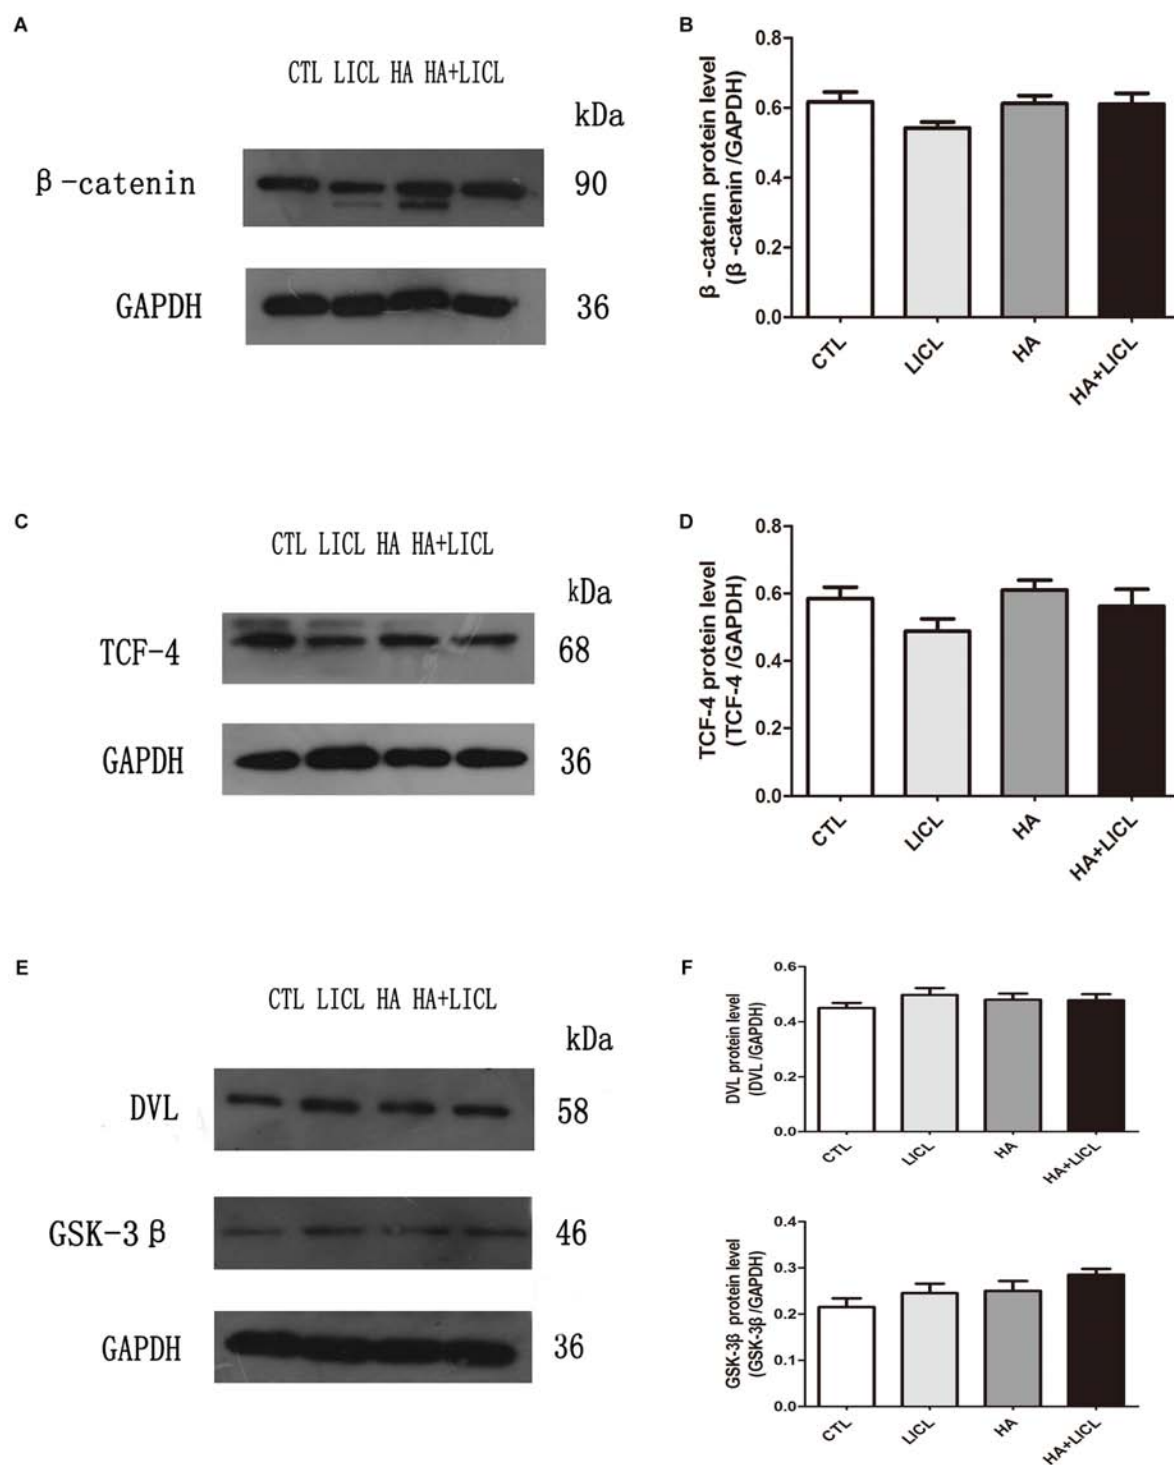 A
CTL LICL HA HA+LICL
kDa
β-catenin
90
GAPDH
36
B
β -catenin protein level
(β -catenin /GAPDH)
0.8
0.6
0.4
0.2
0.0
CTL
LICL
HA
HA+LICL
C
CTL LICL HA HA+LICL
kDa
TCF-4
68
GAPDH
36
D
TCF-4 protein level
(TCF-4 /GAPDH)
0.8
0.6
0.4
0.2
0.0
CTL
LICL
HA
HA+LICL
E
CTL LICL HA HA+LICL
kDa
DVL
58
GSK-3 β
46
GAPDH
36
F
DVL protein level
(DVL /GAPDH)
0.6
0.4
0.2
0.0
CTL
LICL
HA
HA+LICL
GSK-3β protein level
(GSK-3β /GAPDH)
0.4
0.3
0.2
0.1
0.0
CTL
LICL
HA
HA+LICL